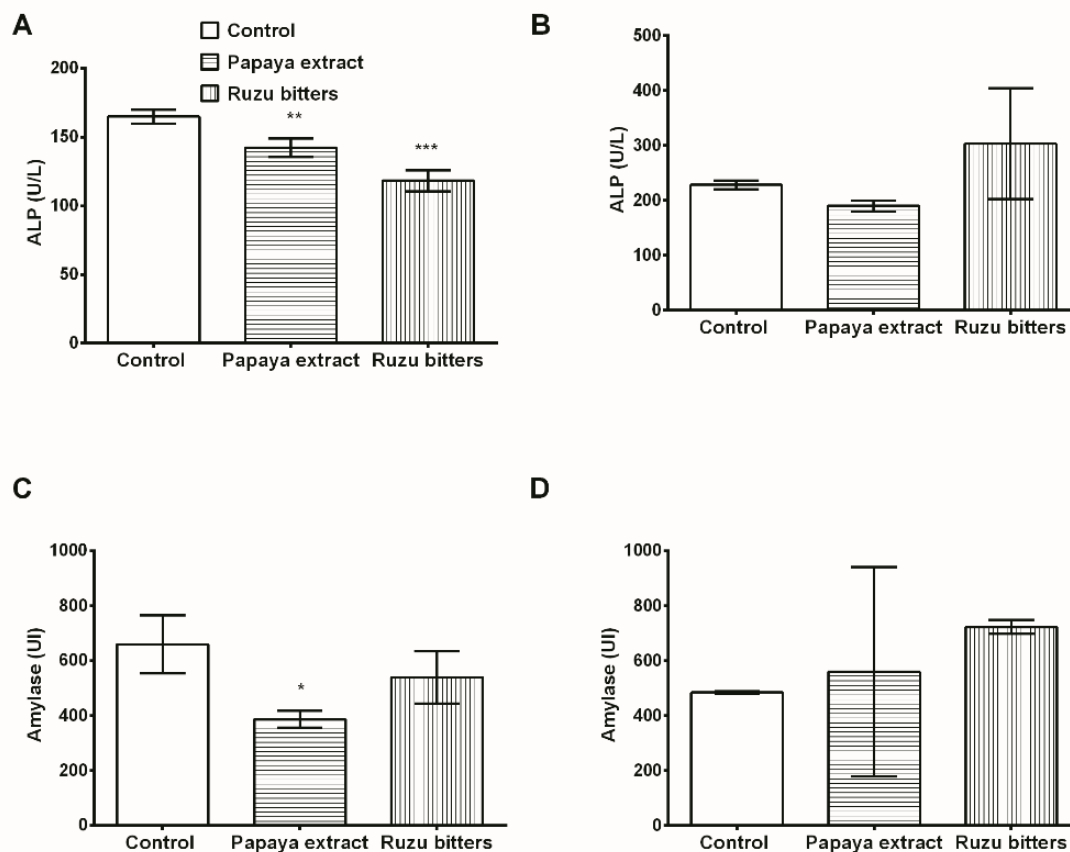 A
Control
Papaya extract
Ruzu bitters
200
150
100
50
0
ALP (U/L)
**
***
Control Papaya extract Ruzu bitters
B
500
400
300
200
100
0
ALP (U/L)
Control Papaya extract Ruzu bitters
C
1000
800
600
400
200
0
Amylase (UI)
*
Control Papaya extract Ruzu bitters
D
1000
800
600
400
200
0
Amylase (UI)
Control Papaya extract Ruzu bitters